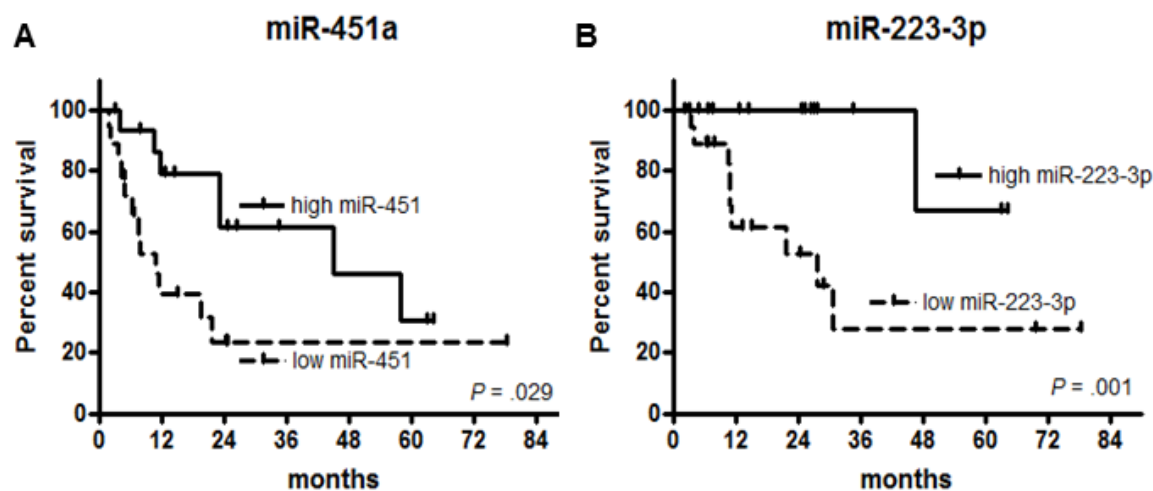 A
miR-451a
Percent survival
100
80
60
40
20
0
high miR-451
low miR-451
P = .029
0 12 24 36 48 60 72 84
months
B
miR-223-3p
Percent survival
100
80
60
40
20
0
high miR-223-3p
low miR-223-3p
P = .001
0 12 24 36 48 60 72 84
months